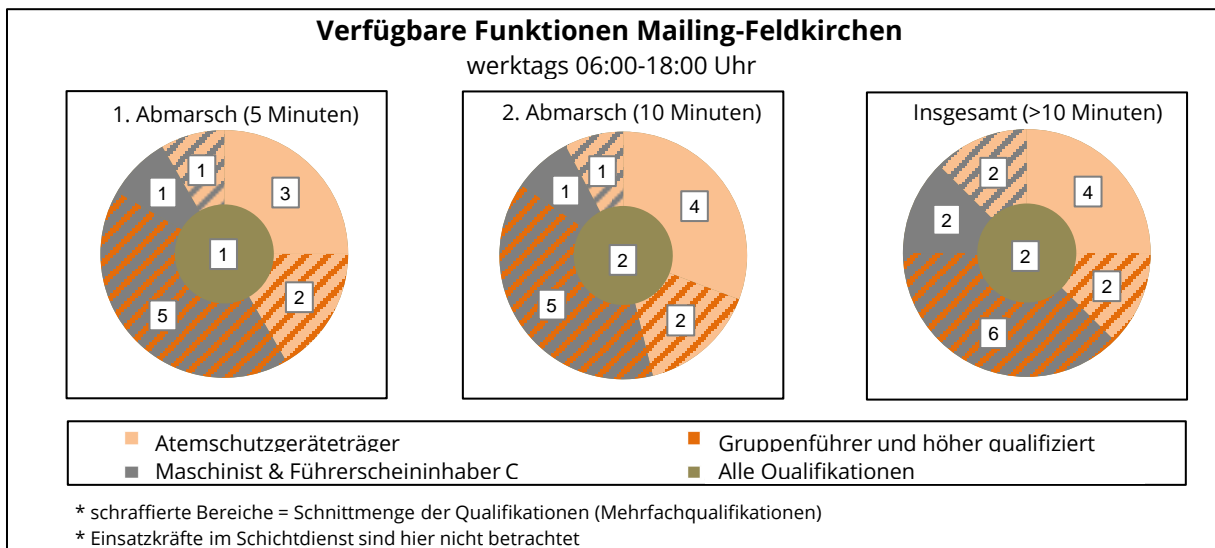 Verfügbare Funktionen Mailing-Feldkirchen
werktags 06:00-18:00 Uhr
1. Abmarsch (5 Minuten)
1
3
1
1
2
5
2. Abmarsch (10 Minuten)
1
1
4
2
5
2
Insgesamt (>10 Minuten)
2
4
2
2
2
6
Atemschutzgeräteträger
Gruppenführer und höher qualifiziert
Maschinist & Führerscheininhaber C
Alle Qualifikationen
* schraffierte Bereiche = Schnittmenge der Qualifikationen (Mehrfachqualifikationen)
* Einsatzkräfte im Schichtdienst sind hier nicht betrachtet